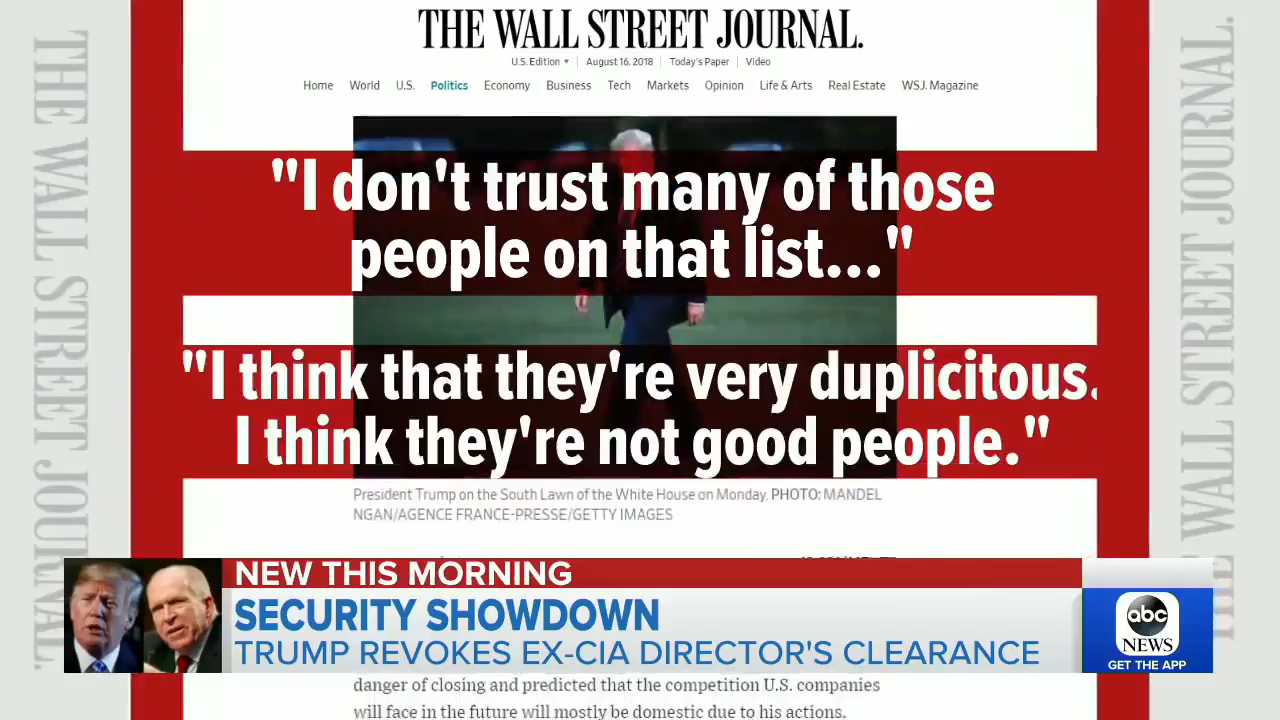 THE WALL STREET JOURNAL.
U.S. Edition
August 16, 2018
Today's Paper
Video
Home World U.S. Politics Economy Business Tech Markets Opinion Life & Arts Real Estate WSJ. Magazine
"I don't trust many of those
people on that list..."
"I think that they're very duplicitous.
I think they're not good people."
President Trump on the South Lawn of the White House on Monday. PHOTO: MANDEL
NGAN/AGENCE FRANCE-PRESSE/GETTY IMAGES
NEW THIS MORNING
SECURITY SHOWDOWN
TRUMP REVOKES EX-CIA DIRECTOR'S CLEARANCE
abc
NEWS
GET THE APP
danger of closing and predicted that the competition U.S. companies
will face in the future will mostly be domestic due to his actions.
THE WALL STREET JOURNAL.
THE WALL STREET JOURNAL.